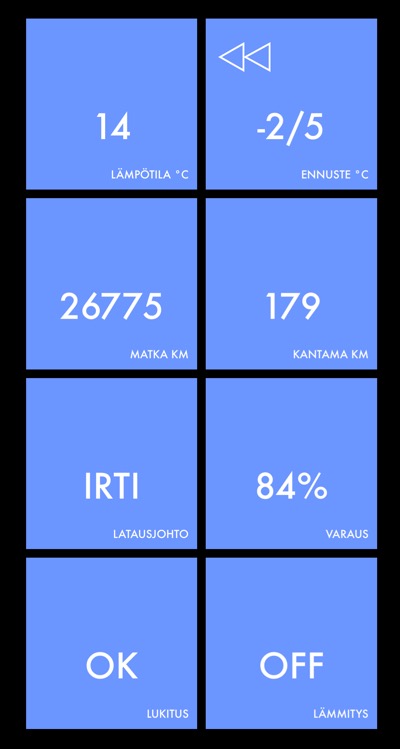 14
LÄMPÖTILA °C
-2/5
ENNUSTE °C
26775
MATKA KM
179
KANTAMA KM
IRTI
LATAUSJOHTO
84%
VARAUS
OK
LUKITUS
OFF
LÄMMITYS